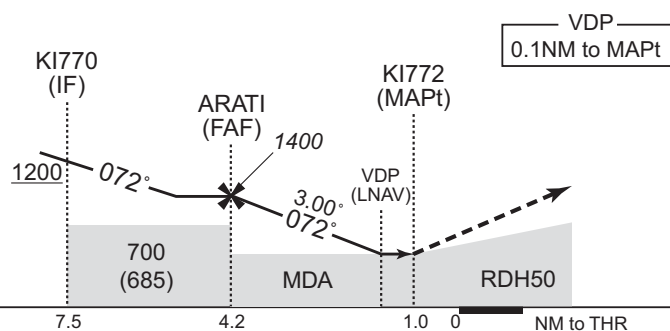 VDP
0.1NM to MAPt
KI770
(IF)
KI772
(MAPt)
ARATI
(FAF)
1400
1200
072°
VDP
(LNAV)
3.00°
072°
700
(685)
MDA
RDH50
7.5
4.2
1.0
0
NM to THR